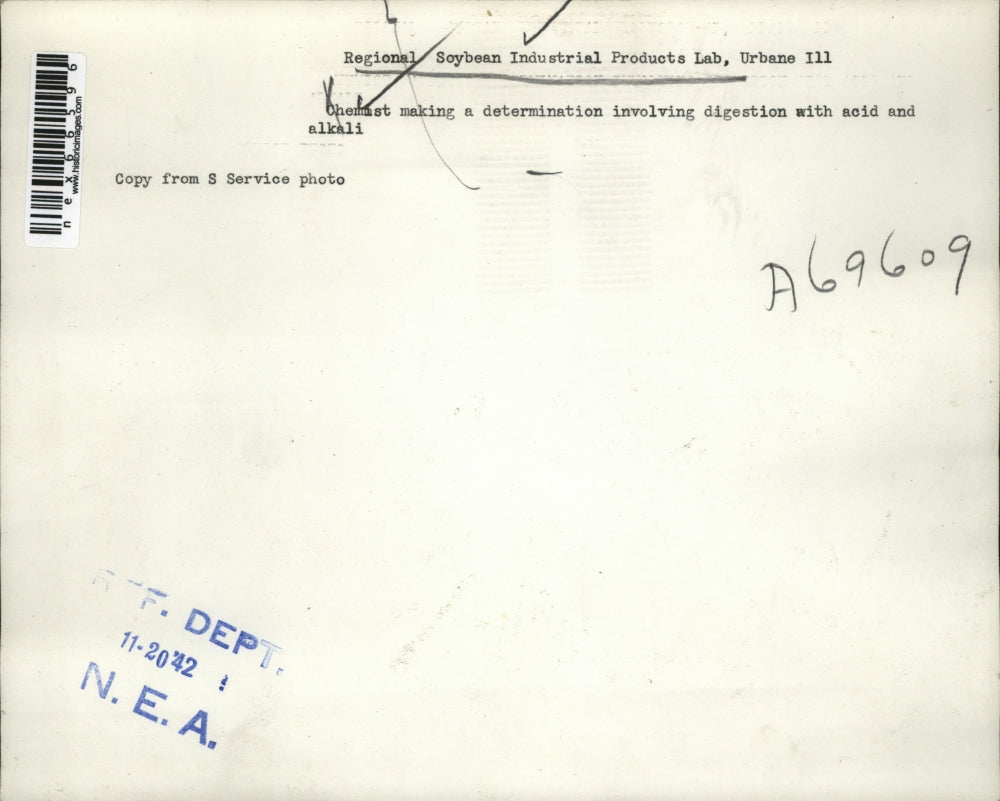 Regional Soybean Industrial Products Lab, Urbane Ill
Chemist making a determination involving digestion with acid and
alkali
Copy from S Service photo
nex665596
www.historicimages.com
A69609
F. DEPT.
11-20'42
N. E. A.